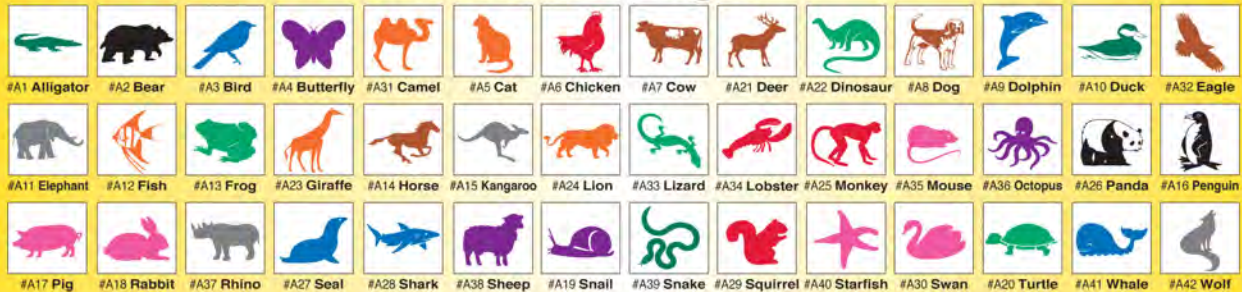 #A1 Alligator #A2 Bear #A3 Bird #A4 Butterfly #A31 Camel #A5 Cat #A6 Chicken #A7 Cow #A21 Deer #A22 Dinosaur #A8 Dog #A9 Dolphin #A10 Duck #A32 Eagle
#A11 Elephant #A12 Fish #A13 Frog #A23 Giraffe #A14 Horse #A15 Kangaroo #A24 Lion #A33 Lizard #A34 Lobster #A25 Monkey #A35 Mouse #A36 Octopus #A26 Panda #A16 Penguin
#A17 Pig #A18 Rabbit #A37 Rhino #A27 Seal #A28 Shark #A38 Sheep #A19 Snail #A39 Snake #A29 Squirrel #A40 Starfish #A30 Swan #A20 Turtle #A41 Whale #A42 Wolf